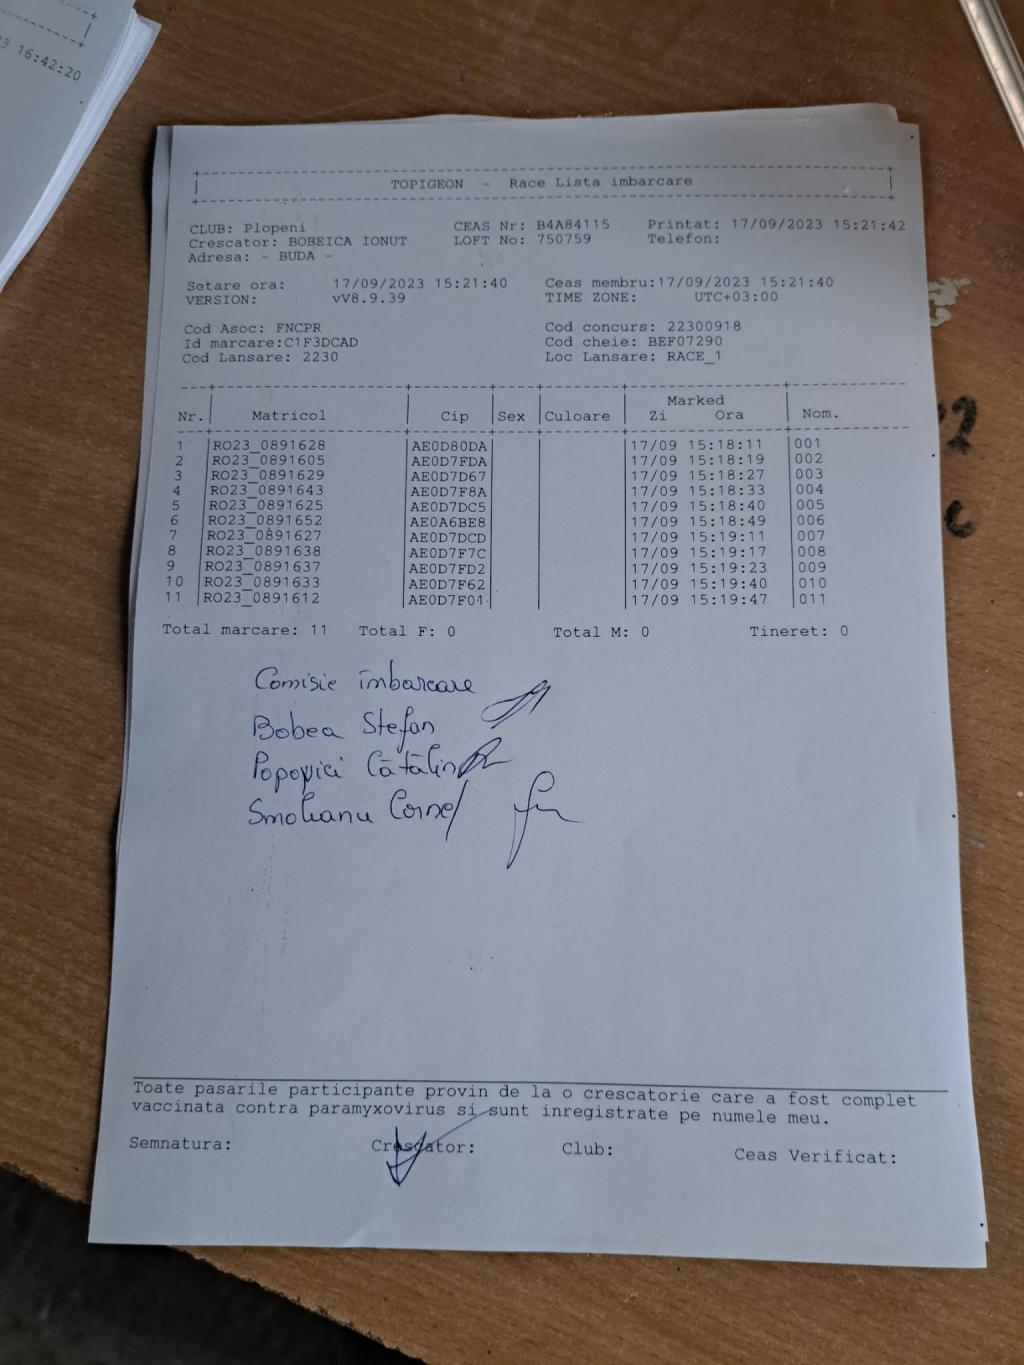 3 16:42:20
TOPIGEON - Race Lista imbarcare
CLUB: Plopeni CEAS Nr: B4A84115 Printat: 17/09/2023 15:21:42
Crescator: BOBEICA IONUT LOFT No: 750759 Telefon:
Adresa: - BUDA -
Setare ora: 17/09/2023 15:21:40 Ceas membru:17/09/2023 15:21:40
VERSION: vV8.9.39 TIME ZONE: UTC+03:00
Cod Asoc: FNCPR Cod concurs: 22300918
Id marcare:C1F3DCAD Cod cheie: BEF07290
Cod Lansare: 2230 Loc Lansare: RACE_1
Marked
Nr. Matricol Cip Sex Culoare Zi Ora Nom.
1 RO23_0891628 AE0D80DA 17/09 15:18:11 001
2 RO23_0891605 AE0D7FDA 17/09 15:18:19 002
3 RO23_0891629 AE0D7D67 17/09 15:18:27 003
4 RO23_0891643 AE0D7F8A 17/09 15:18:33 004
5 RO23_0891625 AE0D7DC5 17/09 15:18:40 005
6 RO23_0891652 AE0A6BE8 17/09 15:18:49 006
7 RO23_0891627 AE0D7DCD 17/09 15:19:11 007
8 RO23_0891638 AE0D7F7C 17/09 15:19:17 008
9 RO23_0891637 AE0D7FD2 17/09 15:19:23 009
10 RO23_0891633 AE0D7F62 17/09 15:19:40 010
11 RO23_0891612 AE0D7F01 17/09 15:19:47 011
Total marcare: 11 Total F: 0 Total M: 0 Tineret: 0
Comisie îmbarcare
Bobea Stefan
Popovici Cătălin
Smoleanu Cornel
Toate pasarile participante provin de la o crescatorie care a fost complet
vaccinata contra paramyxovirus si sunt inregistrate pe numele meu.
Semnatura: Crescator: Club: Ceas Verificat: